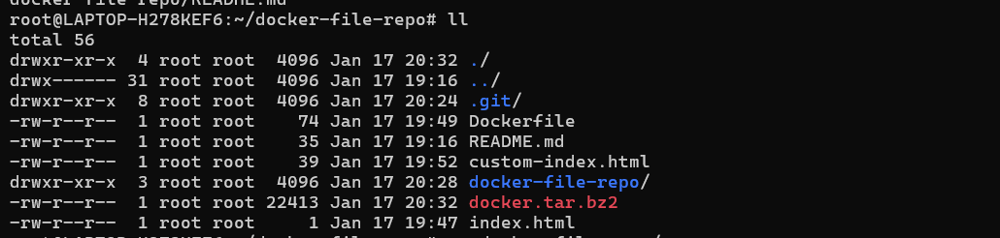 docker-file-repo/README.md
root@LAPTOP-H278KEF6:~/docker-file-repo# ll
total 56
drwxr-xr-x  4 root root  4096 Jan 17 20:32 ./
drwx------ 31 root root  4096 Jan 17 19:16 ../
drwxr-xr-x  8 root root  4096 Jan 17 20:24 .git/
-rw-r--r--  1 root root    74 Jan 17 19:49 Dockerfile
-rw-r--r--  1 root root    35 Jan 17 19:16 README.md
-rw-r--r--  1 root root    39 Jan 17 19:52 custom-index.html
drwxr-xr-x  3 root root  4096 Jan 17 20:28 docker-file-repo/
-rw-r--r--  1 root root 22413 Jan 17 20:32 docker.tar.bz2
-rw-r--r--  1 root root     1 Jan 17 19:47 index.html